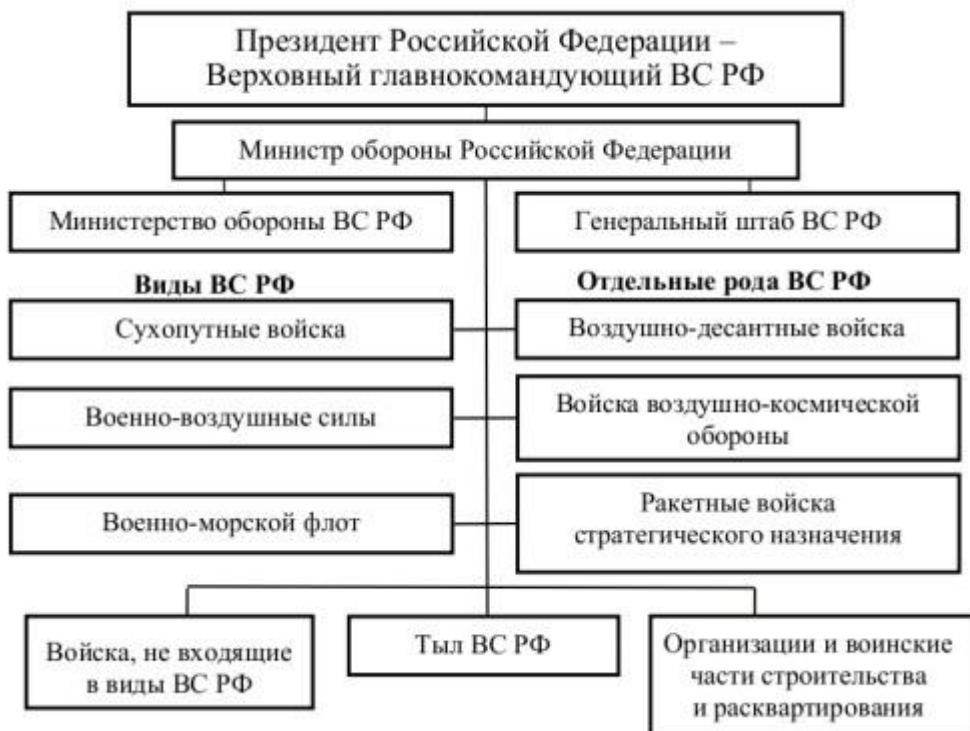 Президент Российской Федерации –
Верховный главнокомандующий ВС РФ
Министр обороны Российской Федерации
Министерство обороны ВС РФ
Генеральный штаб ВС РФ
Виды ВС РФ
Отдельные рода ВС РФ
Сухопутные войска
Воздушно-десантные войска
Военно-воздушные силы
Войска воздушно-космической
обороны
Военно-морской флот
Ракетные войска
стратегического назначения
Войска, не входящие
в виды ВС РФ
Тыл ВС РФ
Организации и воинские
части строительства
и расквартирования